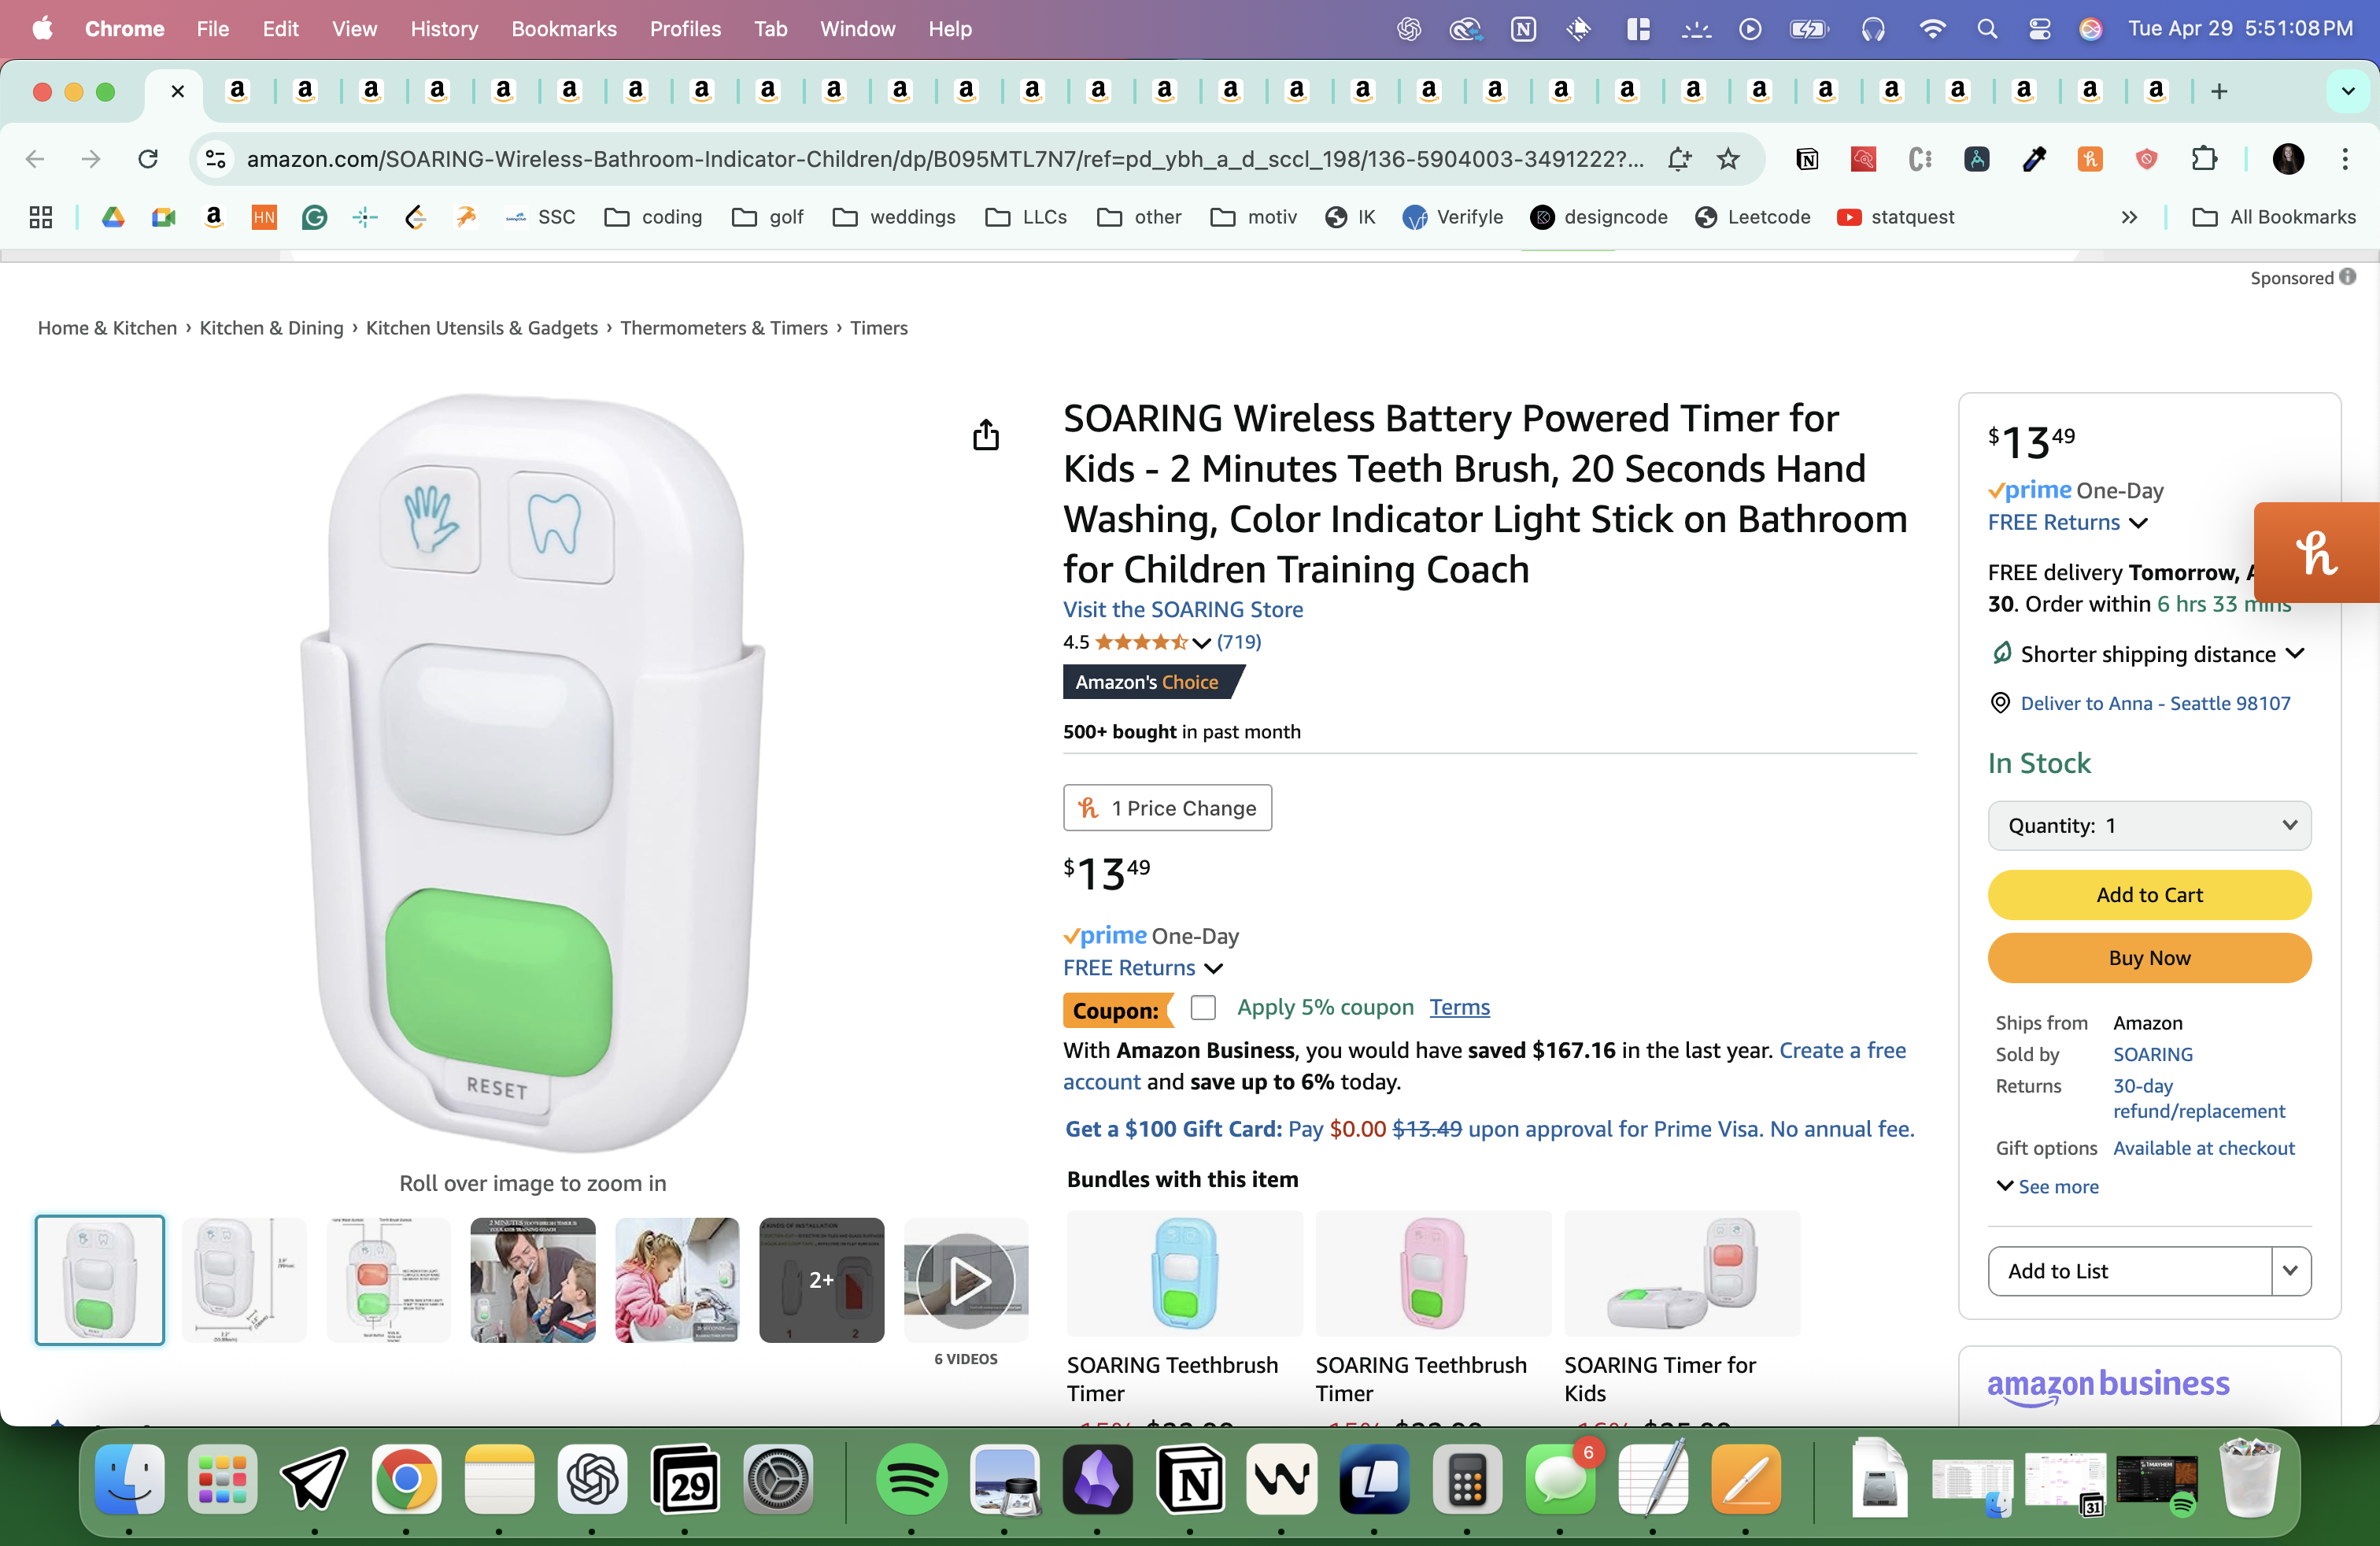 Chrome File Edit View History Bookmarks Profiles Tab Window Help
Tue Apr 29 5:51:08 PM
amazon.com/SOARING-Wireless-Bathroom-Indicator-Children/dp/B095MTL7N7/ref=pd_ybh_a_d_sccl_198/136-5904003-3491222?...
HN SSC coding golf weddings LLCs other motiv IK Verifyle designcode Leetcode statquest All Bookmarks
Sponsored
Home & Kitchen › Kitchen & Dining › Kitchen Utensils & Gadgets › Thermometers & Timers › Timers
RESET
Roll over image to zoom in
2+
1 2
6 VIDEOS
SOARING Wireless Battery Powered Timer for
Kids - 2 Minutes Teeth Brush, 20 Seconds Hand
Washing, Color Indicator Light Stick on Bathroom
for Children Training Coach
Visit the SOARING Store
4.5 (719)
Amazon's Choice
500+ bought in past month
1 Price Change
$13 49
prime One-Day
FREE Returns
Coupon: Apply 5% coupon Terms
With Amazon Business, you would have saved $167.16 in the last year. Create a free
account and save up to 6% today.
Get a $100 Gift Card: Pay $0.00 $13.49 upon approval for Prime Visa. No annual fee.
Bundles with this item
SOARING Teethbrush
Timer
SOARING Teethbrush
Timer
SOARING Timer for
Kids
$13 49
prime One-Day
FREE Returns
FREE delivery Tomorrow,
30. Order within 6 hrs 33 mins
Shorter shipping distance
Deliver to Anna - Seattle 98107
In Stock
Quantity: 1
Add to Cart
Buy Now
Ships from Amazon
Sold by SOARING
Returns 30-day
refund/replacement
Gift options Available at checkout
See more
Add to List
amazon business
29
6
31